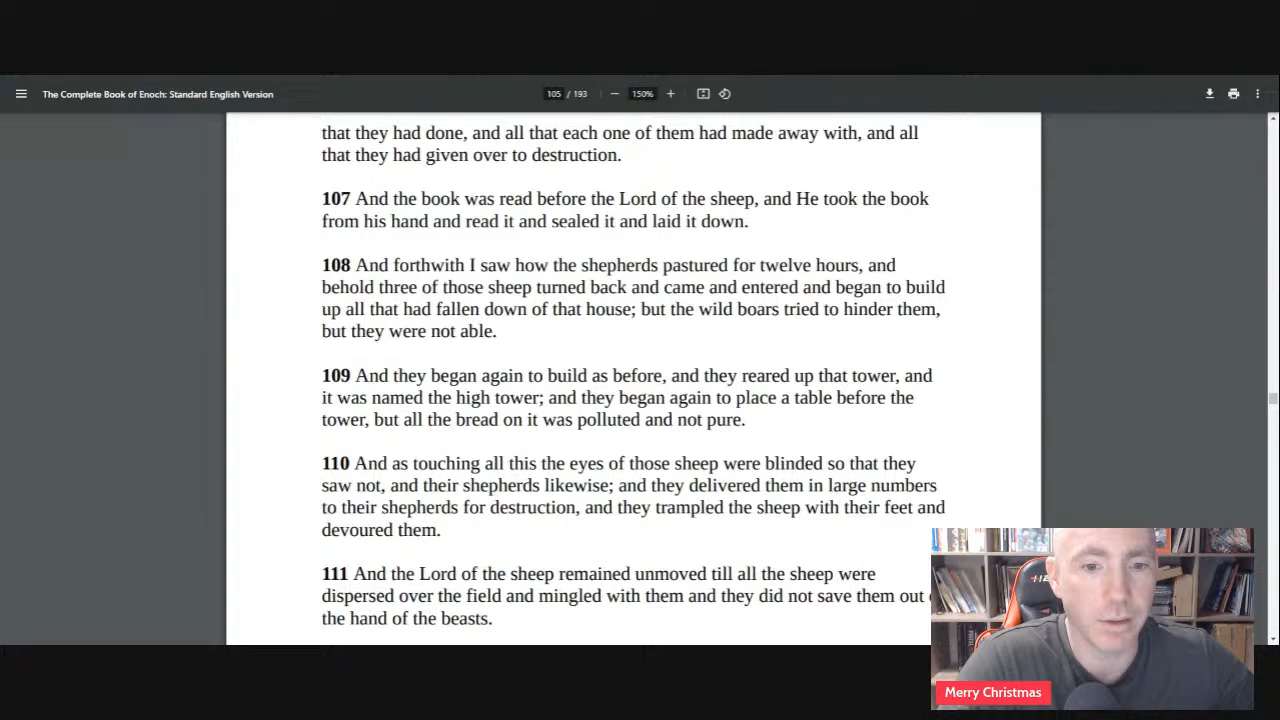 The Complete Book of Enoch: Standard English Version
105 / 193
150%
that they had done, and all that each one of them had made away with, and all
that they had given over to destruction.
107 And the book was read before the Lord of the sheep, and He took the book
from his hand and read it and sealed it and laid it down.
108 And forthwith I saw how the shepherds pastured for twelve hours, and
behold three of those sheep turned back and came and entered and began to build
up all that had fallen down of that house; but the wild boars tried to hinder them,
but they were not able.
109 And they began again to build as before, and they reared up that tower, and
it was named the high tower; and they began again to place a table before the
tower, but all the bread on it was polluted and not pure.
110 And as touching all this the eyes of those sheep were blinded so that they
saw not, and their shepherds likewise; and they delivered them in large numbers
to their shepherds for destruction, and they trampled the sheep with their feet and
devoured them.
111 And the Lord of the sheep remained unmoved till all the sheep were
dispersed over the field and mingled with them and they did not save them out
the hand of the beasts.
Merry Christmas